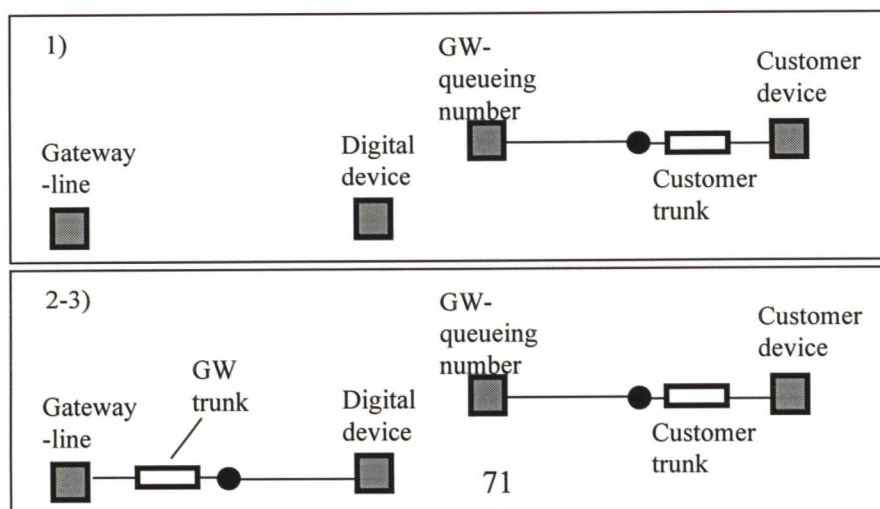 1)
GW-
queueing
number
Customer
device
Gateway
-line
Digital
device
Customer
trunk
2-3)
GW-
queueing
number
Customer
device
GW
trunk
Gateway
-line
Digital
device
Customer
trunk
71